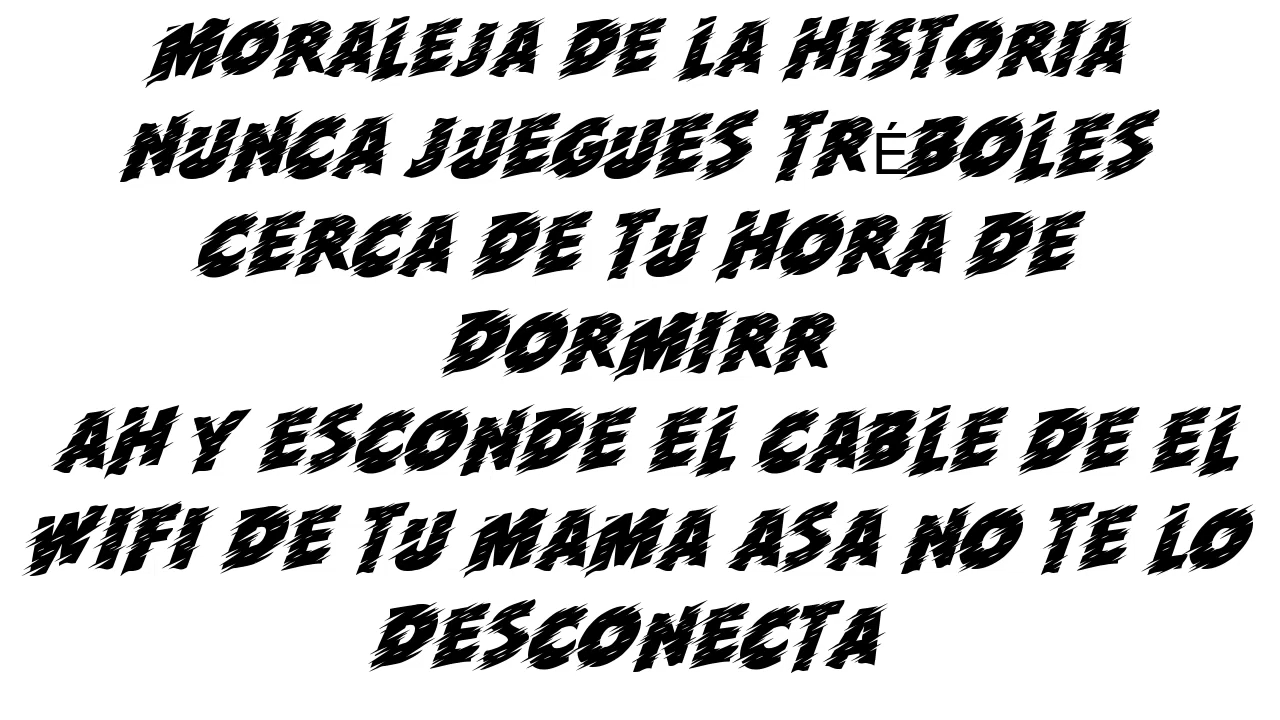 MORALEJA DE LA HISTORIA
NUNCA JUEGUES TRÉBOLES
CERCA DE TU HORA DE
DORMIRR
AH Y ESCONDE EL CABLE DE EL
WIFI DE TU MAMA ASA NO TE LO
DESCONECTA